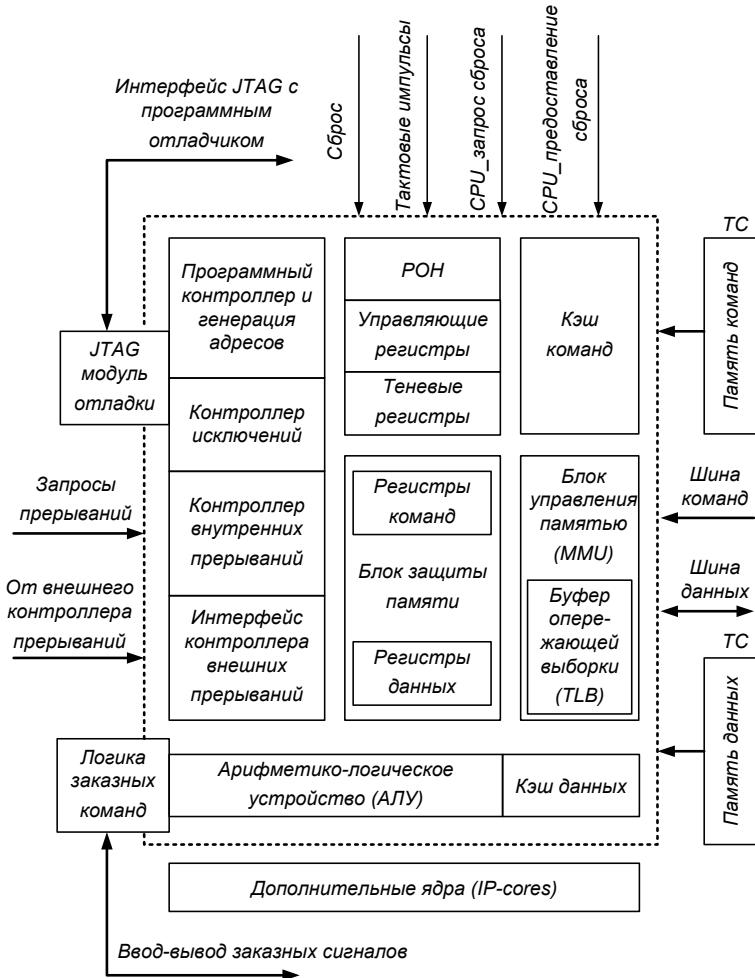 Интерфейс JTAG с
программным
отладчиком
Сброс
Тактовые импульсы
CPU_запрос сброса
CPU_предоставление
сброса
Программный
контроллер и
генерация
адресов
JTAG
модуль
отладки
Контроллер
исключений
Контроллер
внутренних
прерываний
Интерфейс
контроллера
внешних
прерываний
РОН
Управляющие
регистры
Теневые
регистры
Кэш
команд
Регистры
команд
Блок защиты
памяти
Регистры
данных
Блок
управления
памятью
(MMU)
Буфер
опере-
жающей
выборки
(TLB)
Запросы
прерываний
От внешнего
контроллера
прерываний
ТС
Память команд
Шина
команд
Шина
данных
ТС
Память данных
Логика
заказных
команд
Арифметико-логическое
устройство (АЛУ)
Кэш данных
Дополнительные ядра (IP-cores)
Ввод-вывод заказных сигналов